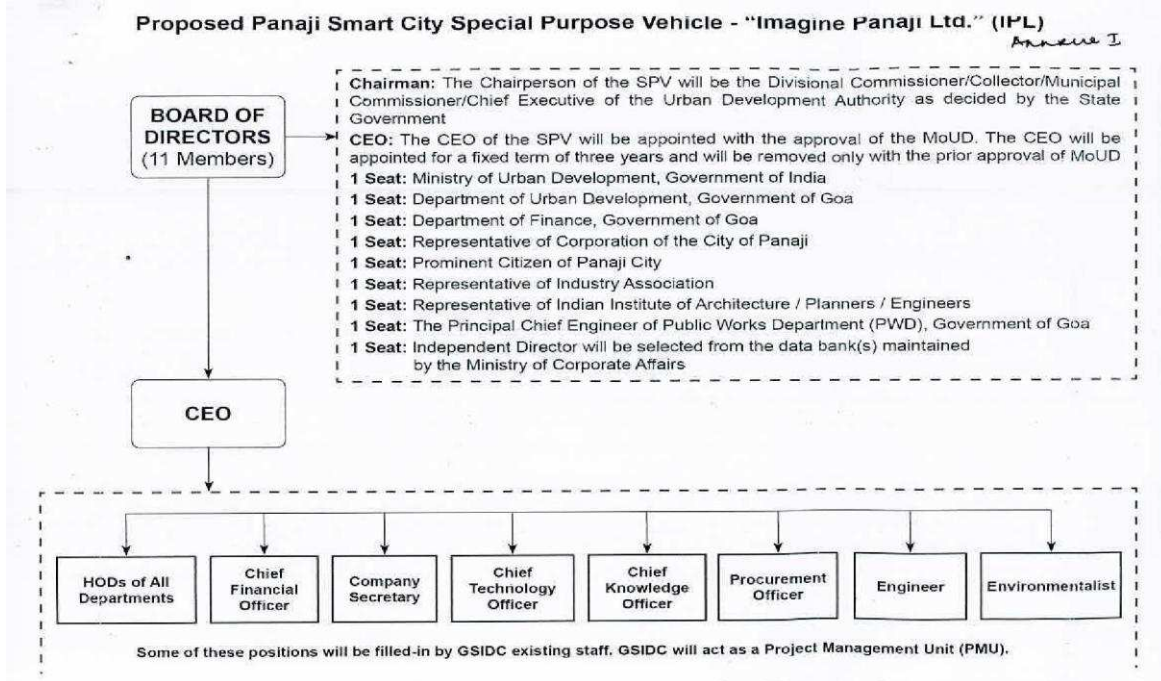 Proposed Panaji Smart City Special Purpose Vehicle - "Imagine Panaji Ltd." (IPL)
Annexue I
BOARD OF
DIRECTORS
(11 Members)
Chairman: The Chairperson of the SPV will be the Divisional Commissioner/Collector/Municipal
Commissioner/Chief Executive of the Urban Development Authority as decided by the State
Government
CEO: The CEO of the SPV will be appointed with the approval of the MoUD. The CEO will be
appointed for a fixed term of three years and will be removed only with the prior approval of MoUD
1 Seat: Ministry of Urban Development, Government of India
1 Seat: Department of Urban Development, Government of Goa
1 Seat: Department of Finance, Government of Goa
1 Seat: Representative of Corporation of the City of Panaji
1 Seat: Prominent Citizen of Panaji City
1 Seat: Representative of Industry Association
1 Seat: Representative of Indian Institute of Architecture / Planners / Engineers
1 Seat: The Principal Chief Engineer of Public Works Department (PWD), Government of Goa
1 Seat: Independent Director will be selected from the data bank(s) maintained
by the Ministry of Corporate Affairs
CEO
HODs of All
Departments
Chief
Financial
Officer
Company
Secretary
Chief
Technology
Officer
Chief
Knowledge
Officer
Procurement
Officer
Engineer
Environmentalist
Some of these positions will be filled-in by GSIDC existing staff. GSIDC will act as a Project Management Unit (PMU).